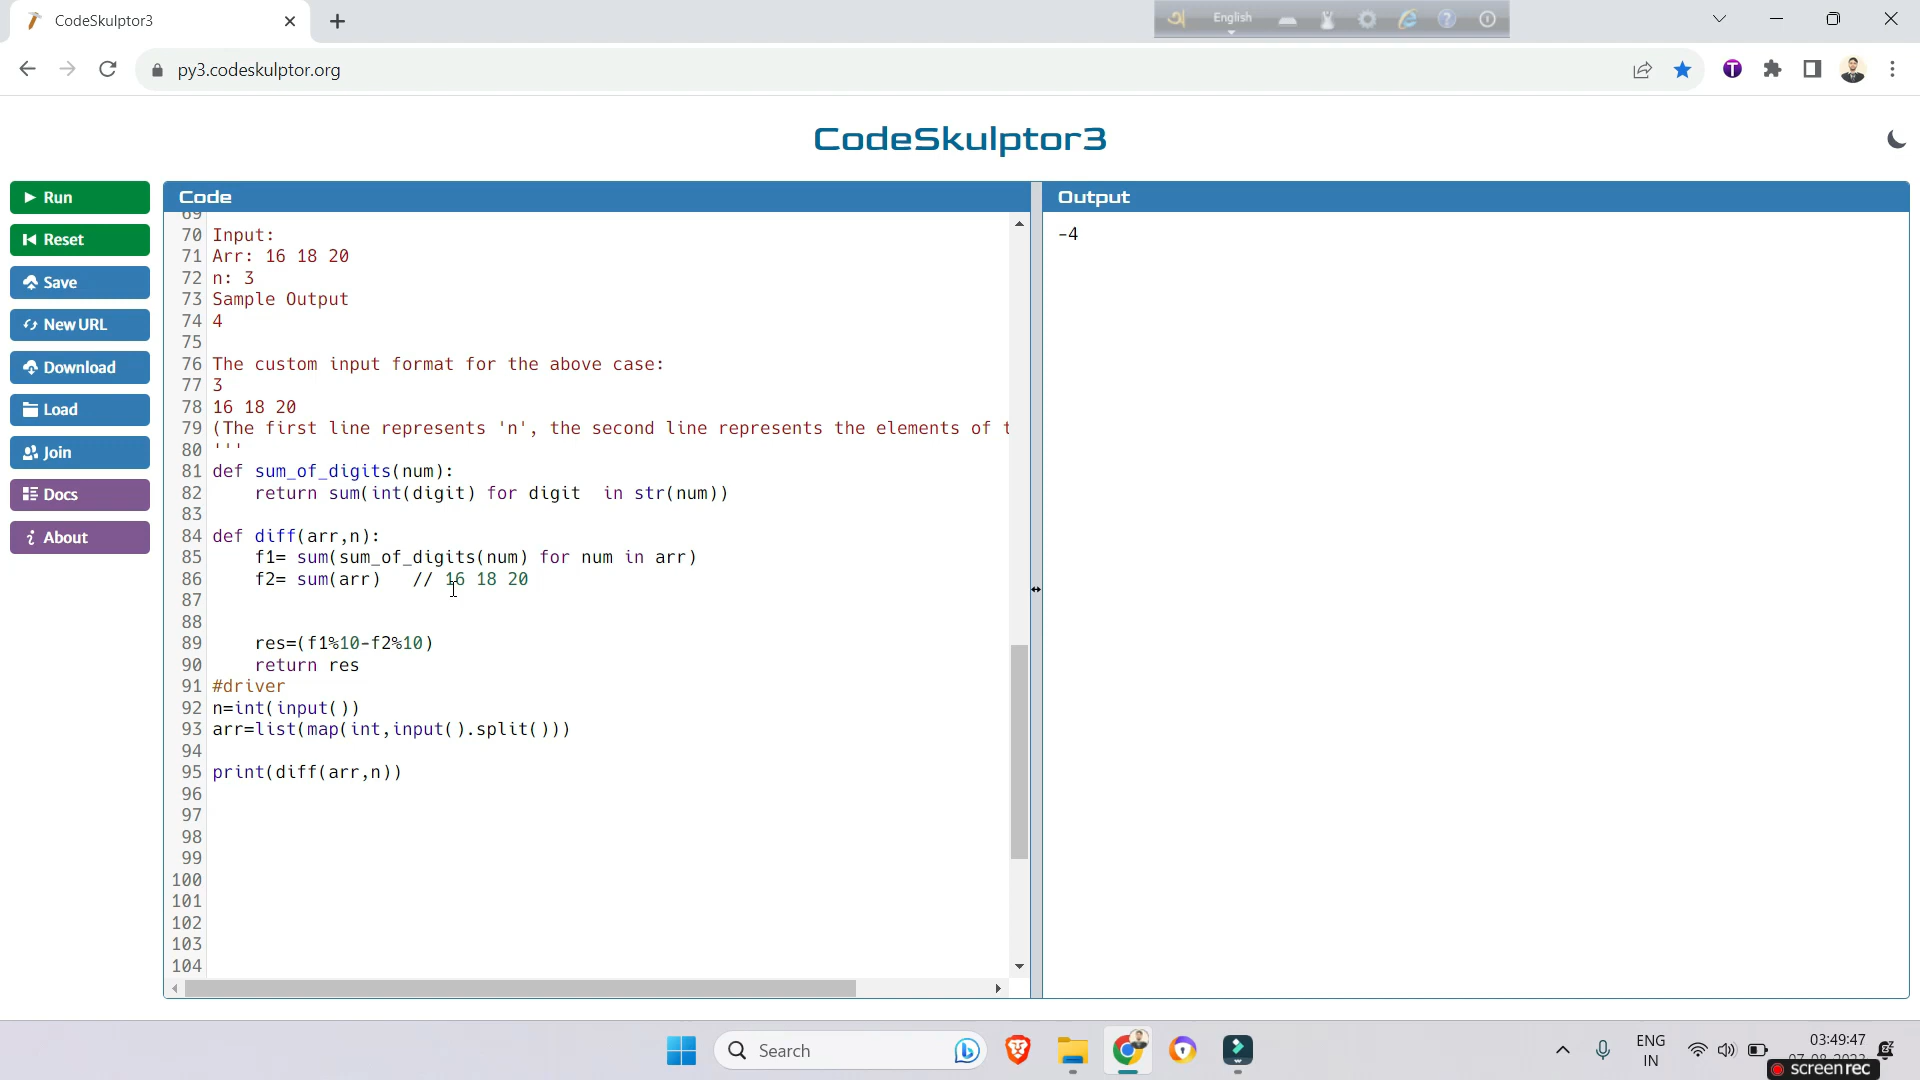 CodeSkulptor3
English
py3.codeskulptor.org
CodeSkulptor3
Run
Reset
Save
New URL
Download
Load
Join
Docs
About
Code
69
70 Input:
71 Arr: 16 18 20
72 n: 3
73 Sample Output
74 4
75
76 The custom input format for the above case:
77 3
78 16 18 20
79 (The first line represents 'n', the second line represents the elements of t
80 '''
81 def sum_of_digits(num):
82     return sum(int(digit) for digit  in str(num))
83
84 def diff(arr,n):
85     f1= sum(sum_of_digits(num) for num in arr)
86     f2= sum(arr)   // 16 18 20
87
88
89     res=(f1%10-f2%10)
90     return res
91 #driver
92 n=int(input())
93 arr=list(map(int,input().split()))
94
95 print(diff(arr,n))
96
97
98
99
100
101
102
103
104
Output
-4
Search
ENG
IN
03:49:47
07-08-2023
screenrec